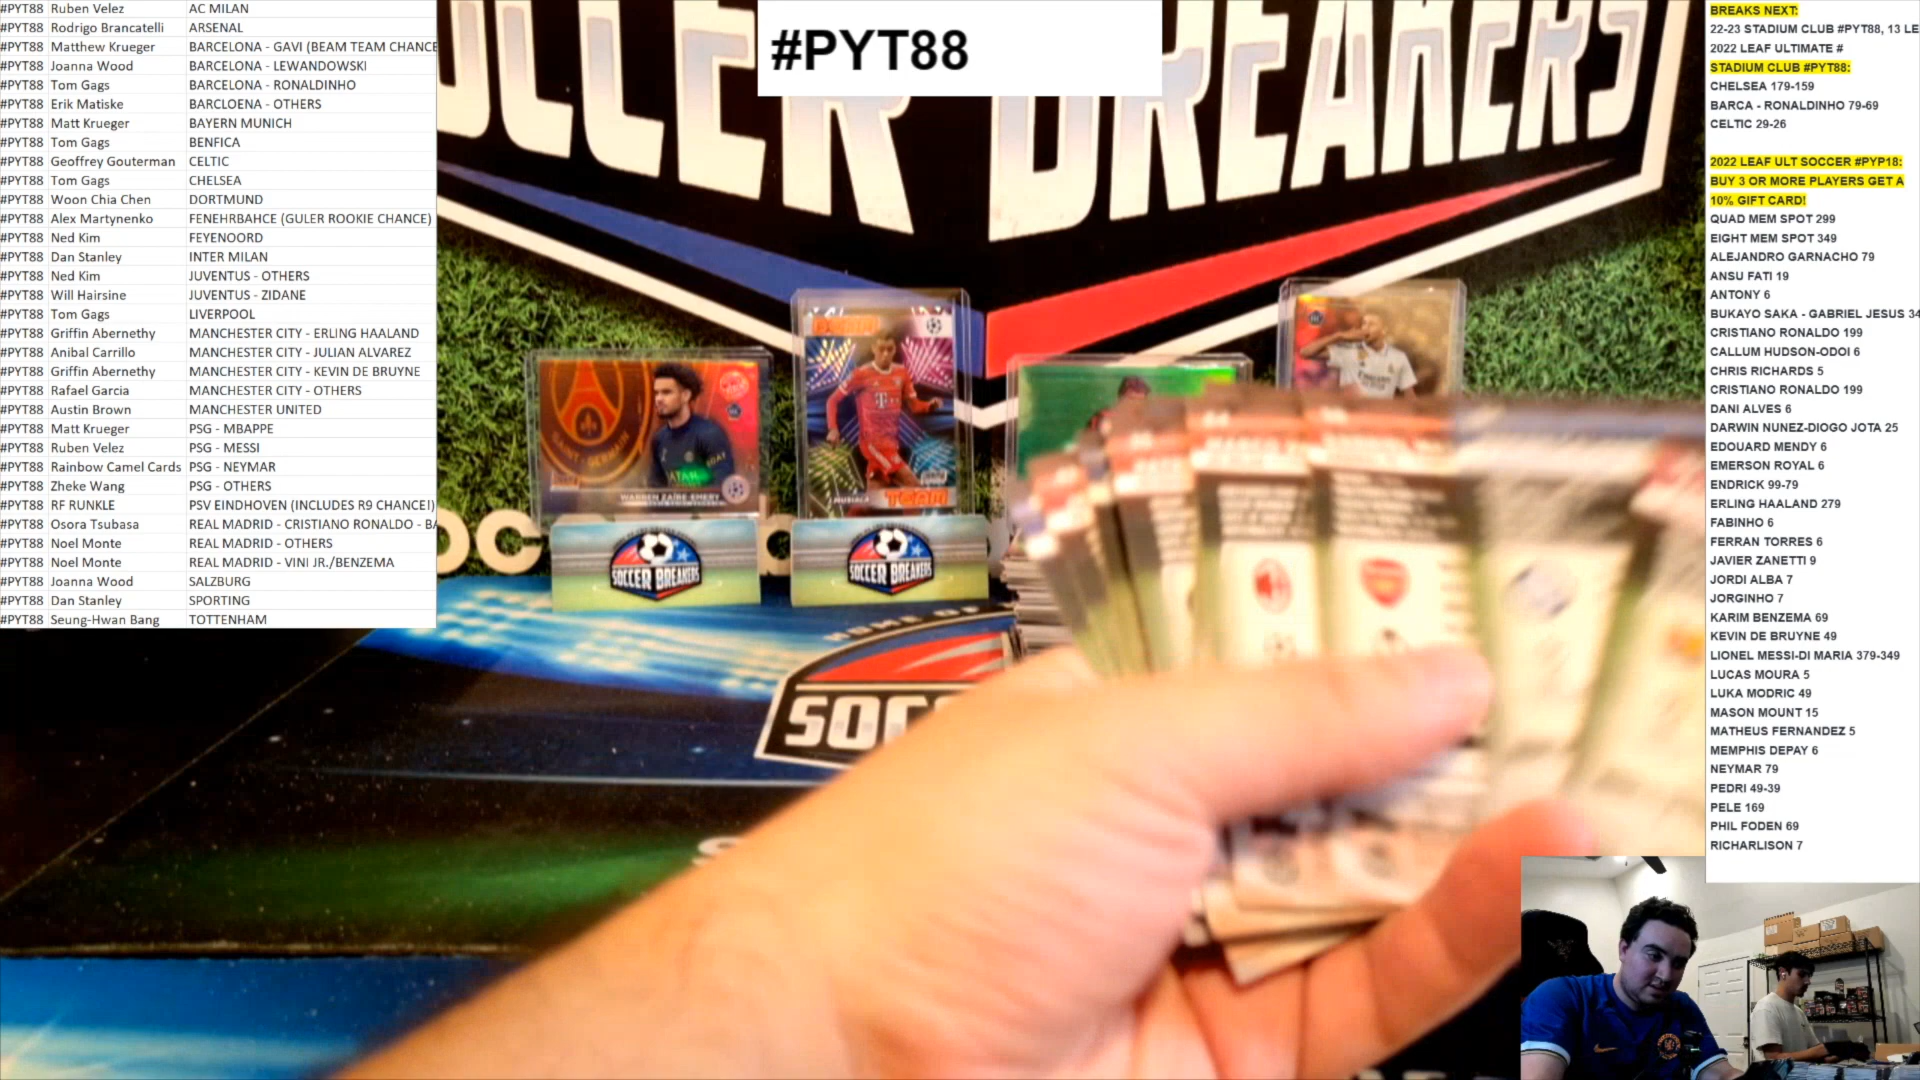 #PYT88 Ruben Velez AC MILAN
#PYT88 Rodrigo Brancatelli ARSENAL
#PYT88 Matthew Krueger BARCELONA - GAVI (BEAM TEAM CHANCE
#PYT88 Joanna Wood BARCELONA - LEWANDOWSKI
#PYT88 Tom Gags BARCELONA - RONALDINHO
#PYT88 Erik Matiske BARCLOENA - OTHERS
#PYT88 Matt Krueger BAYERN MUNICH
#PYT88 Tom Gags BENFICA
#PYT88 Geoffrey Gouterman CELTIC
#PYT88 Tom Gags CHELSEA
#PYT88 Woon Chia Chen DORTMUND
#PYT88 Alex Martynenko FENEHRBAHCE (GULER ROOKIE CHANCE)
#PYT88 Ned Kim FEYENOORD
#PYT88 Dan Stanley INTER MILAN
#PYT88 Ned Kim JUVENTUS - OTHERS
#PYT88 Will Hairsine JUVENTUS - ZIDANE
#PYT88 Tom Gags LIVERPOOL
#PYT88 Griffin Abernethy MANCHESTER CITY - ERLING HAALAND
#PYT88 Anibal Carrillo MANCHESTER CITY - JULIAN ALVAREZ
#PYT88 Griffin Abernethy MANCHESTER CITY - KEVIN DE BRUYNE
#PYT88 Rafael Garcia MANCHESTER CITY - OTHERS
#PYT88 Austin Brown MANCHESTER UNITED
#PYT88 Matt Krueger PSG - MBAPPE
#PYT88 Ruben Velez PSG - MESSI
#PYT88 Rainbow Camel Cards PSG - NEYMAR
#PYT88 Zheke Wang PSG - OTHERS
#PYT88 RF RUNKLE PSV EINDHOVEN (INCLUDES R9 CHANCE!)
#PYT88 Osora Tsubasa REAL MADRID - CRISTIANO RONALDO - BA
#PYT88 Noel Monte REAL MADRID - OTHERS
#PYT88 Noel Monte REAL MADRID - VINI JR./BENZEMA
#PYT88 Joanna Wood SALZBURG
#PYT88 Dan Stanley SPORTING
#PYT88 Seung-Hwan Bang TOTTENHAM
#PYT88
BREAKERS
WARREN ZAÏRE-EMERY
MUSIALA
TEAM
SOCCER BREAKERS
SOCCER BREAKERS
HOME OF
BREAKS NEXT:
22-23 STADIUM CLUB #PYT88, 13 LE
2022 LEAF ULTIMATE #
STADIUM CLUB #PYT88:
CHELSEA 179-159
BARCA - RONALDINHO 79-69
CELTIC 29-26
2022 LEAF ULT SOCCER #PYP18:
BUY 3 OR MORE PLAYERS GET A
10% GIFT CARD!
QUAD MEM SPOT 299
EIGHT MEM SPOT 349
ALEJANDRO GARNACHO 79
ANSU FATI 19
ANTONY 6
BUKAYO SAKA - GABRIEL JESUS 34
CRISTIANO RONALDO 199
CALLUM HUDSON-ODOI 6
CHRIS RICHARDS 5
CRISTIANO RONALDO 199
DANI ALVES 6
DARWIN NUNEZ-DIOGO JOTA 25
EDOUARD MENDY 6
EMERSON ROYAL 6
ENDRICK 99-79
ERLING HAALAND 279
FABINHO 6
FERRAN TORRES 6
JAVIER ZANETTI 9
JORDI ALBA 7
JORGINHO 7
KARIM BENZEMA 69
KEVIN DE BRUYNE 49
LIONEL MESSI-DI MARIA 379-349
LUCAS MOURA 5
LUKA MODRIC 49
MASON MOUNT 15
MATHEUS FERNANDEZ 5
MEMPHIS DEPAY 6
NEYMAR 79
PEDRI 49-39
PELE 169
PHIL FODEN 69
RICHARLISON 7